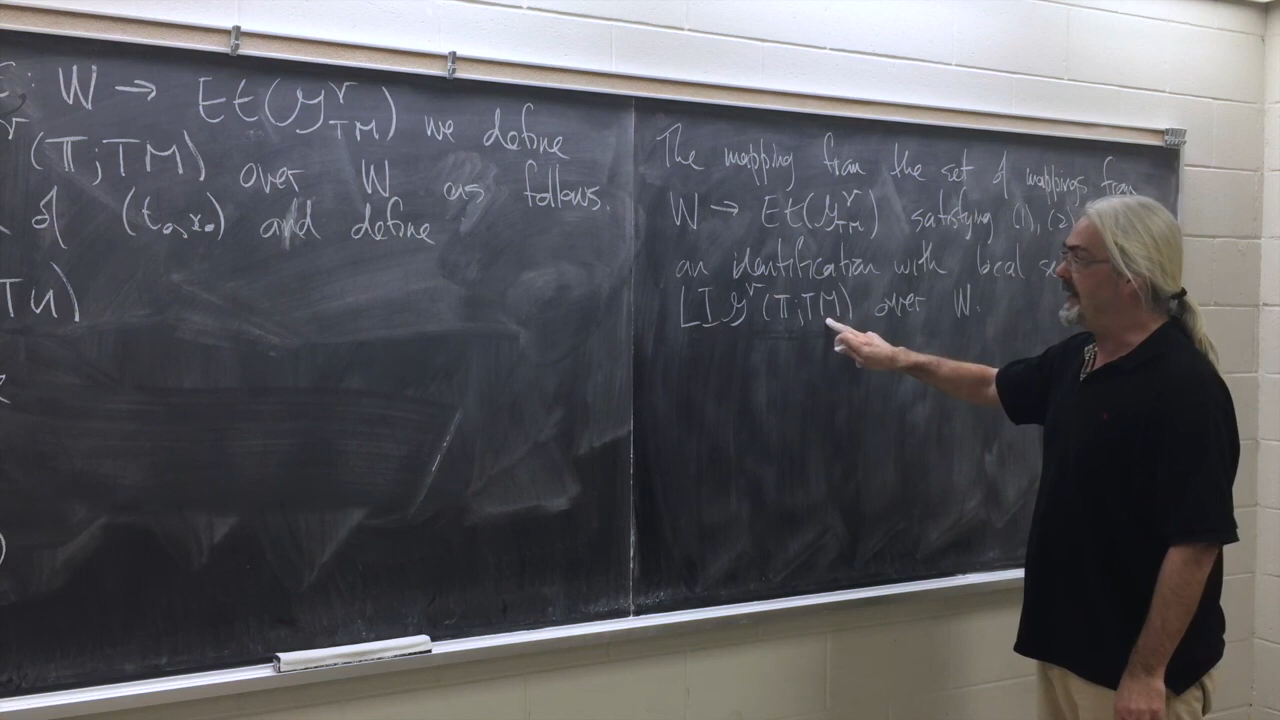 : W → Et(𝒢^r_TM) we define
^r(𝕋;TM) over W as follows.
of (t₀,x₀) and define
TU)
The mapping from the set of mappings from
W → Et(𝒢^r_TM) satisfying (1), (2)
an identification with local
LI𝒢^r(𝕋;TM) over W.